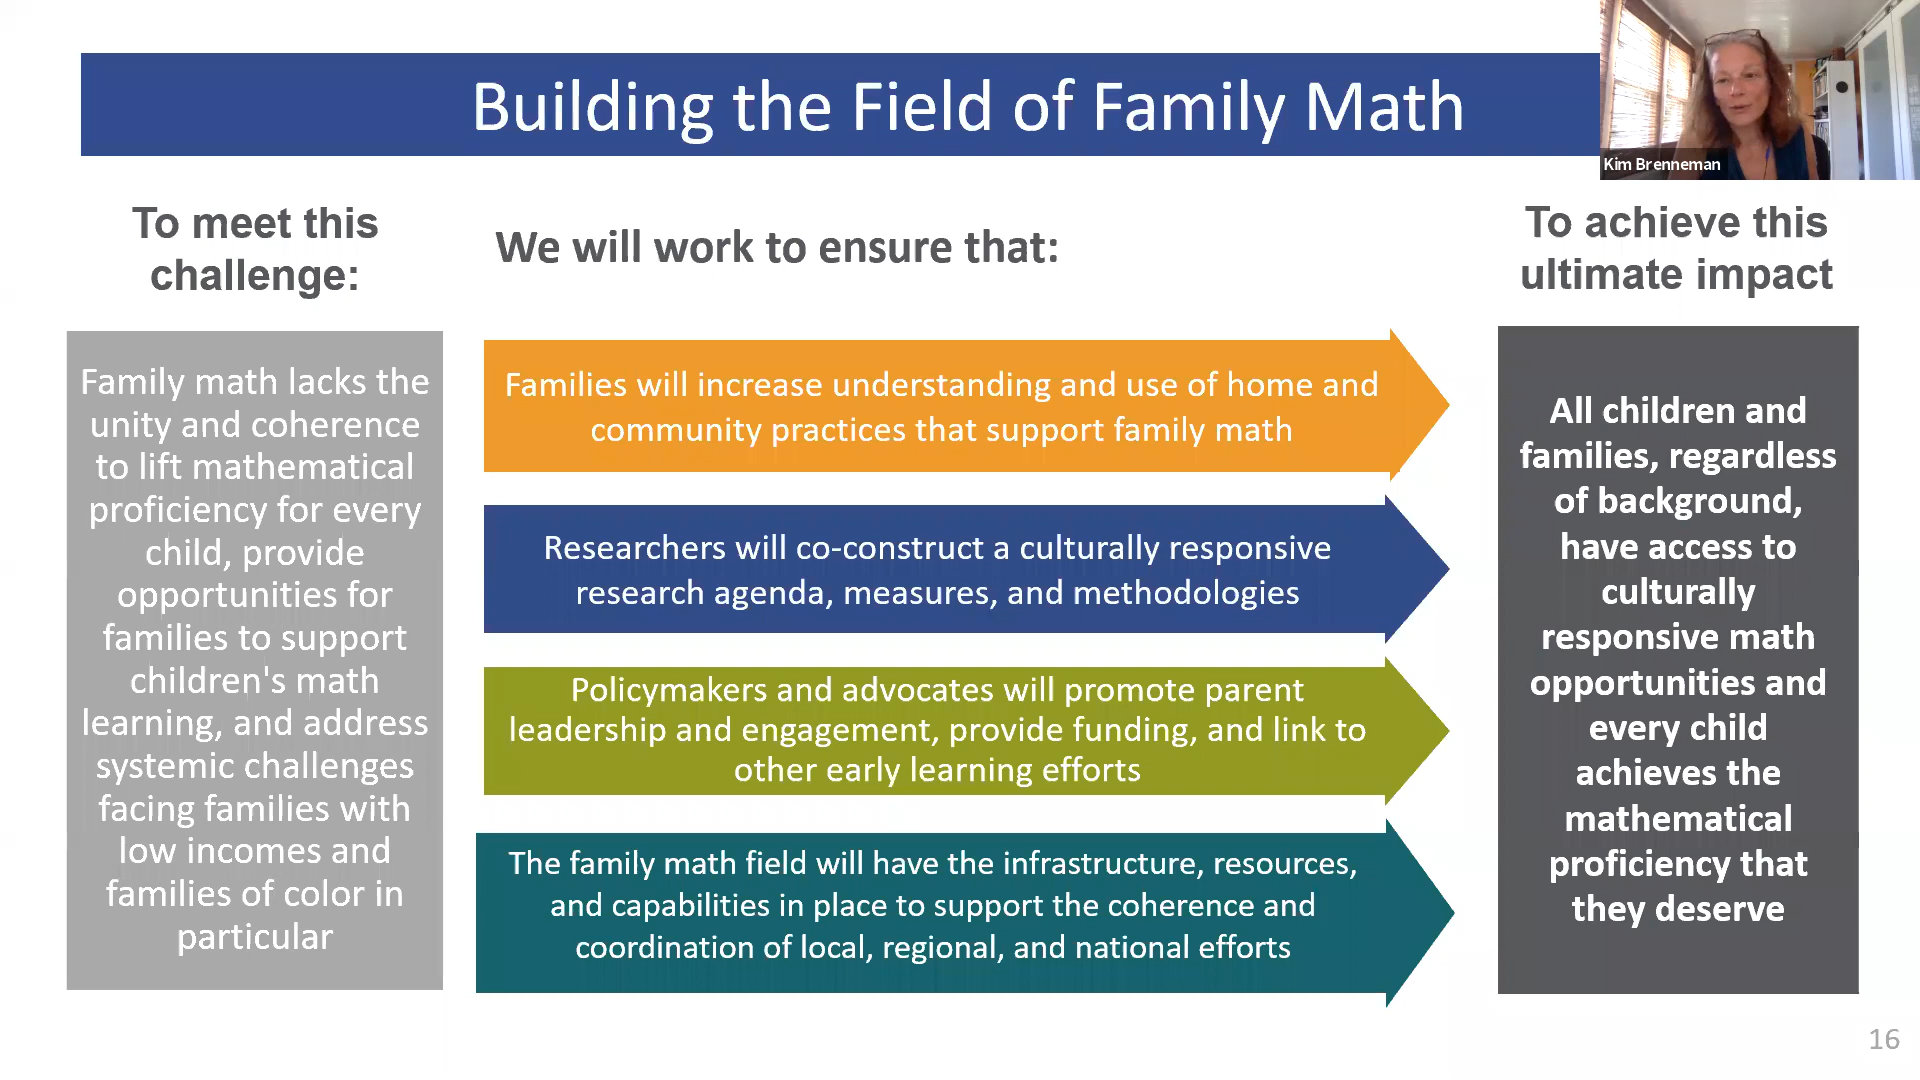 Building the Field of Family Math
Kim Brenneman
To meet this
challenge:
Family math lacks the
unity and coherence
to lift mathematical
proficiency for every
child, provide
opportunities for
families to support
children's math
learning, and address
systemic challenges
facing families with
low incomes and
families of color in
particular
We will work to ensure that:
Families will increase understanding and use of home and
community practices that support family math
Researchers will co-construct a culturally responsive
research agenda, measures, and methodologies
Policymakers and advocates will promote parent
leadership and engagement, provide funding, and link to
other early learning efforts
The family math field will have the infrastructure, resources,
and capabilities in place to support the coherence and
coordination of local, regional, and national efforts
To achieve this
ultimate impact
All children and
families, regardless
of background,
have access to
culturally
responsive math
opportunities and
every child
achieves the
mathematical
proficiency that
they deserve
16